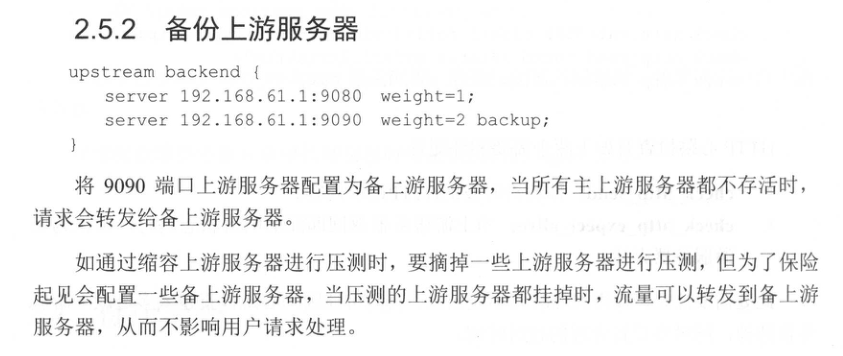 2.5.2 备份上游服务器
upstream backend {
server 192.168.61.1:9080 weight=1;
server 192.168.61.1:9090 weight=2 backup;
}
将 9090 端口上游服务器配置为备上游服务器，当所有主上游服务器都不存活时，
请求会转发给备上游服务器。
如通过缩容上游服务器进行压测时，要摘掉一些上游服务器进行压测，但为了保险
起见会配置一些备上游服务器，当压测的上游服务器都挂掉时，流量可以转发到备上游
服务器，从而不影响用户请求处理。